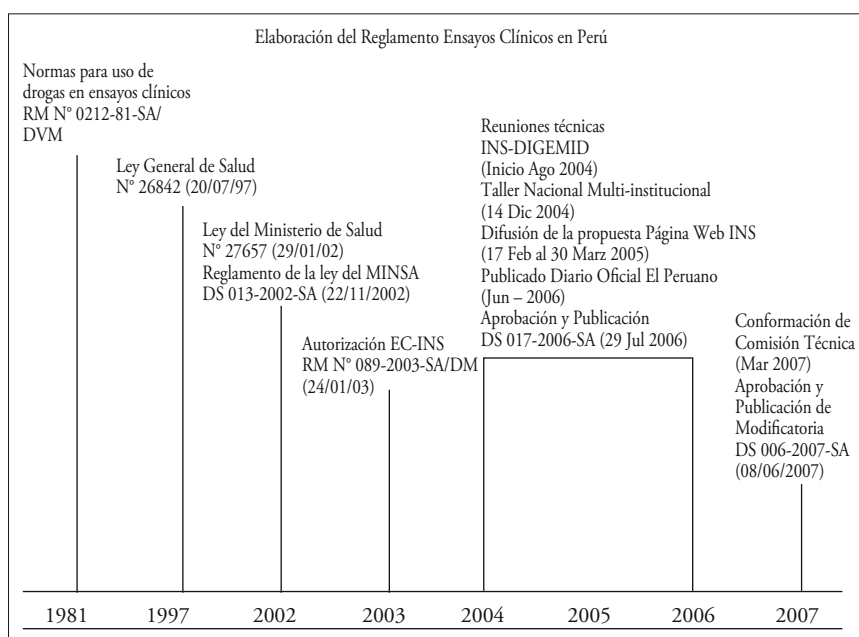 Elaboración del Reglamento Ensayos Clínicos en Perú
Normas para uso de
drogas en ensayos clínicos
RM N° 0212-81-SA/
DVM
Ley General de Salud
N° 26842 (20/07/97)
Ley del Ministerio de Salud
N° 27657 (29/01/02)
Reglamento de la ley del MINSA
DS 013-2002-SA (22/11/2002)
Autorización EC-INS
RM N° 089-2003-SA/DM
(24/01/03)
Reuniones técnicas
INS-DIGEMID
(Inicio Ago 2004)
Taller Nacional Multi-institucional
(14 Dic 2004)
Difusión de la propuesta Página Web INS
(17 Feb al 30 Marz 2005)
Publicado Diario Oficial El Peruano
(Jun – 2006)
Aprobación y Publicación
DS 017-2006-SA (29 Jul 2006)
Conformación de
Comisión Técnica
(Mar 2007)
Aprobación y
Publicación de
Modificatoria
DS 006-2007-SA
(08/06/2007)
1981 1997 2002 2003 2004 2005 2006 2007